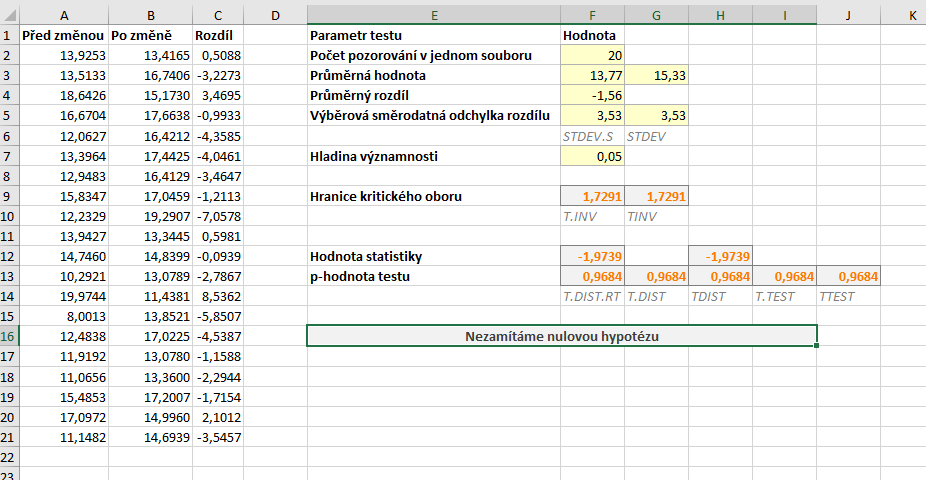 A B C D E F G H I J K
1 Před změnou Po změně Rozdíl Parametr testu Hodnota
2 13,9253 13,4165 0,5088 Počet pozorování v jednom souboru 20
3 13,5133 16,7406 -3,2273 Průměrná hodnota 13,77 15,33
4 18,6426 15,1730 3,4695 Průměrný rozdíl -1,56
5 16,6704 17,6638 -0,9933 Výběrová směrodatná odchylka rozdílu 3,53 3,53
6 12,0627 16,4212 -4,3585 STDEV.S STDEV
7 13,3964 17,4425 -4,0461 Hladina významnosti 0,05
8 12,9483 16,4129 -3,4647
9 15,8347 17,0459 -1,2113 Hranice kritického oboru 1,7291 1,7291
10 12,2329 19,2907 -7,0578 T.INV TINV
11 13,9427 13,3445 0,5981
12 14,7460 14,8399 -0,0939 Hodnota statistiky -1,9739 -1,9739
13 10,2921 13,0789 -2,7867 p-hodnota testu 0,9684 0,9684 0,9684 0,9684 0,9684
14 19,9744 11,4381 8,5362 T.DIST.RT T.DIST TDIST T.TEST TTEST
15 8,0013 13,8521 -5,8507
16 12,4838 17,0225 -4,5387 Nezamítáme nulovou hypotézu
17 11,9192 13,0780 -1,1588
18 11,0656 13,3600 -2,2944
19 15,4853 17,2007 -1,7154
20 17,0972 14,9960 2,1012
21 11,1482 14,6939 -3,5457
22
23